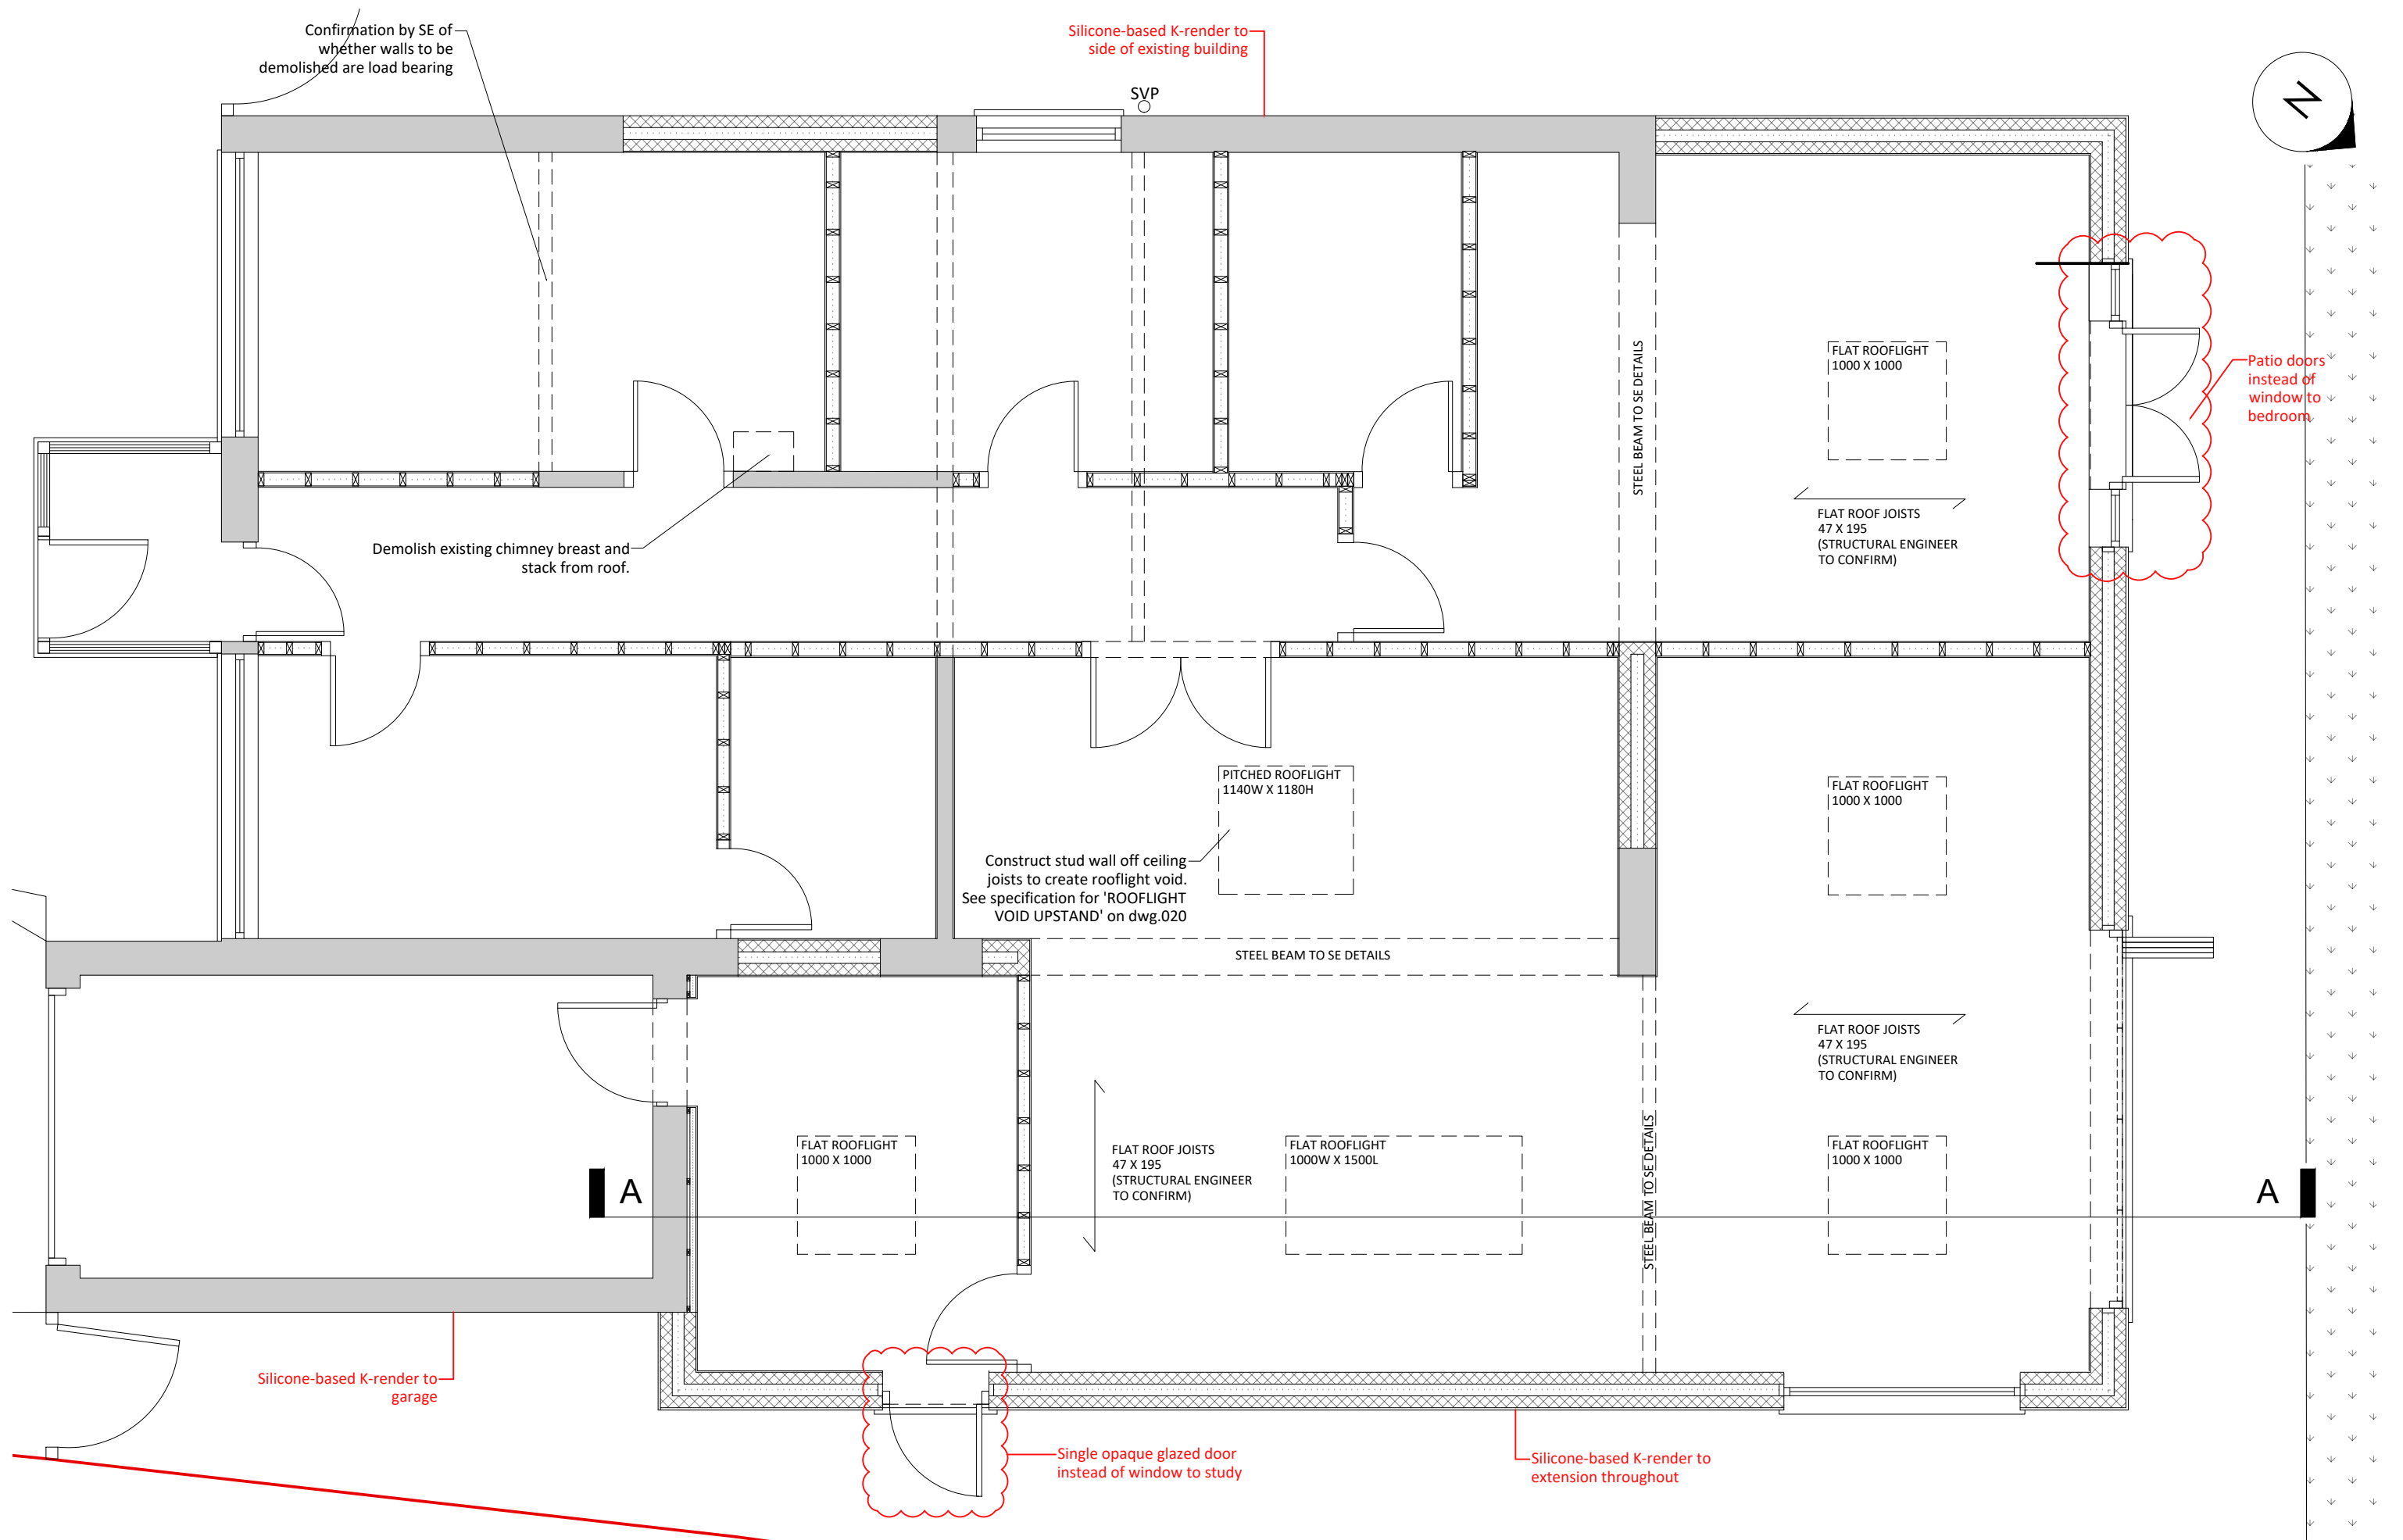 Confirmation by SE of
whether walls to be
demolished are load bearing
Silicone-based K-render to
side of existing building
SVP
N
STEEL BEAM TO SE DETAILS
FLAT ROOFLIGHT
1000 X 1000
Patio doors
instead of
window to
bedroom
FLAT ROOF JOISTS
47 X 195
(STRUCTURAL ENGINEER
TO CONFIRM)
Demolish existing chimney breast and
stack from roof.
PITCHED ROOFLIGHT
1140W X 1180H
FLAT ROOFLIGHT
1000 X 1000
Construct stud wall off ceiling
joists to create rooflight void.
See specification for 'ROOFLIGHT
VOID UPSTAND' on dwg.020
STEEL BEAM TO SE DETAILS
FLAT ROOF JOISTS
47 X 195
(STRUCTURAL ENGINEER
TO CONFIRM)
A
FLAT ROOFLIGHT
1000 X 1000
FLAT ROOF JOISTS
47 X 195
(STRUCTURAL ENGINEER
TO CONFIRM)
FLAT ROOFLIGHT
1000W X 1500L
STEEL BEAM TO SE DETAILS
FLAT ROOFLIGHT
1000 X 1000
A
Silicone-based K-render to
garage
Single opaque glazed door
instead of window to study
Silicone-based K-render to
extension throughout